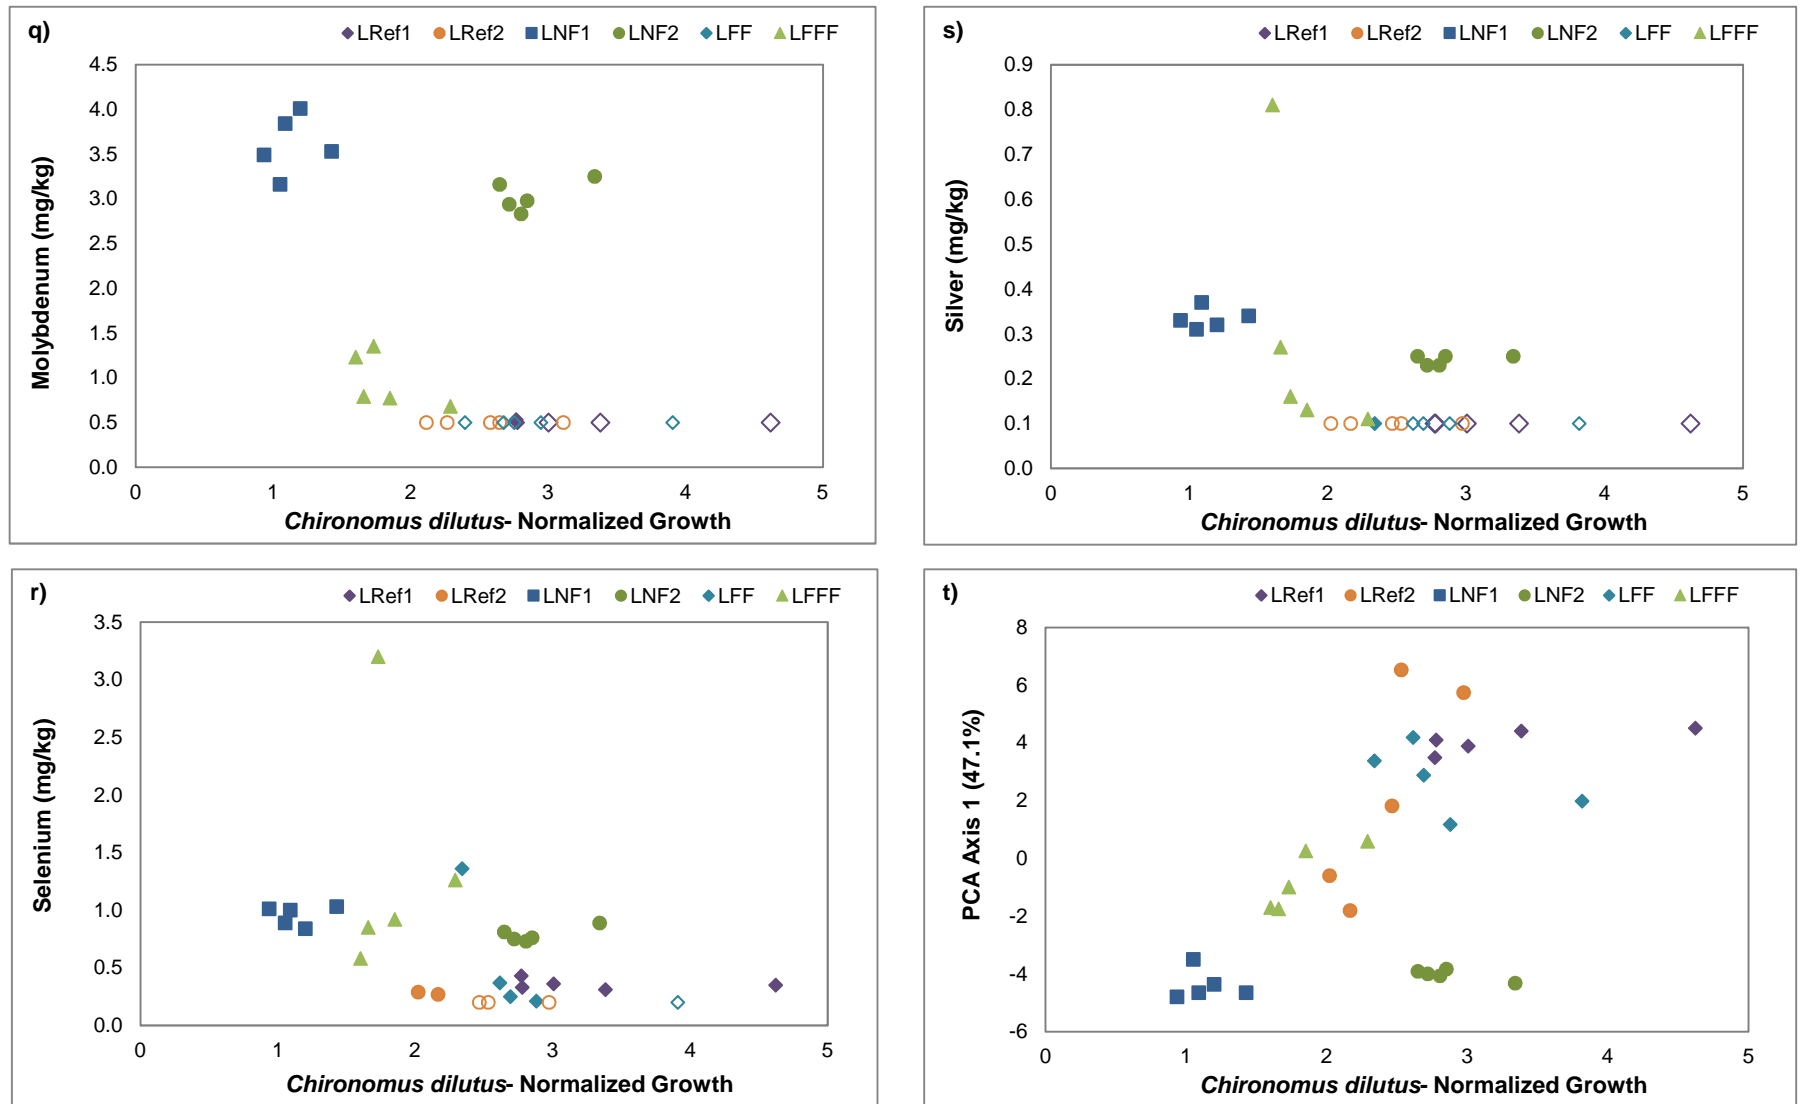 q)
LRef1 LRef2 LNF1 LNF2 LFF LFFF
4.5
4.0
3.5
3.0
2.5
2.0
1.5
1.0
0.5
0.0
Molybdenum (mg/kg)
0 1 2 3 4 5
Chironomus dilutus- Normalized Growth
s)
LRef1 LRef2 LNF1 LNF2 LFF LFFF
0.9
0.8
0.7
0.6
0.5
0.4
0.3
0.2
0.1
0.0
Silver (mg/kg)
0 1 2 3 4 5
Chironomus dilutus- Normalized Growth
r)
LRef1 LRef2 LNF1 LNF2 LFF LFFF
3.5
3.0
2.5
2.0
1.5
1.0
0.5
0.0
Selenium (mg/kg)
0 1 2 3 4 5
Chironomus dilutus- Normalized Growth
t)
LRef1 LRef2 LNF1 LNF2 LFF LFFF
8
6
4
2
0
-2
-4
-6
PCA Axis 1 (47.1%)
0 1 2 3 4 5
Chironomus dilutus- Normalized Growth